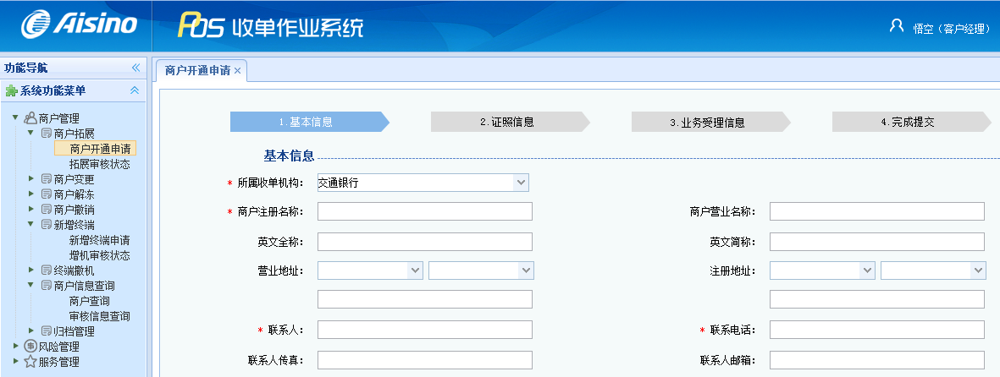 Aisino POS 收单作业系统 悟空（客户经理）
功能导航
系统功能菜单
商户管理
商户拓展
商户开通申请
拓展审核状态
商户变更
商户解冻
商户撤销
新增终端
新增终端申请
增机审核状态
终端撤机
商户信息查询
商户查询
审核信息查询
归档管理
风险管理
服务管理
商户开通申请 ×
1.基本信息 2.证照信息 3.业务受理信息 4.完成提交
基本信息
* 所属收单机构： 交通银行
* 商户注册名称： 商户营业名称：
英文全称： 英文简称：
营业地址： 注册地址：
* 联系人： * 联系电话：
联系人传真： 联系人邮箱：